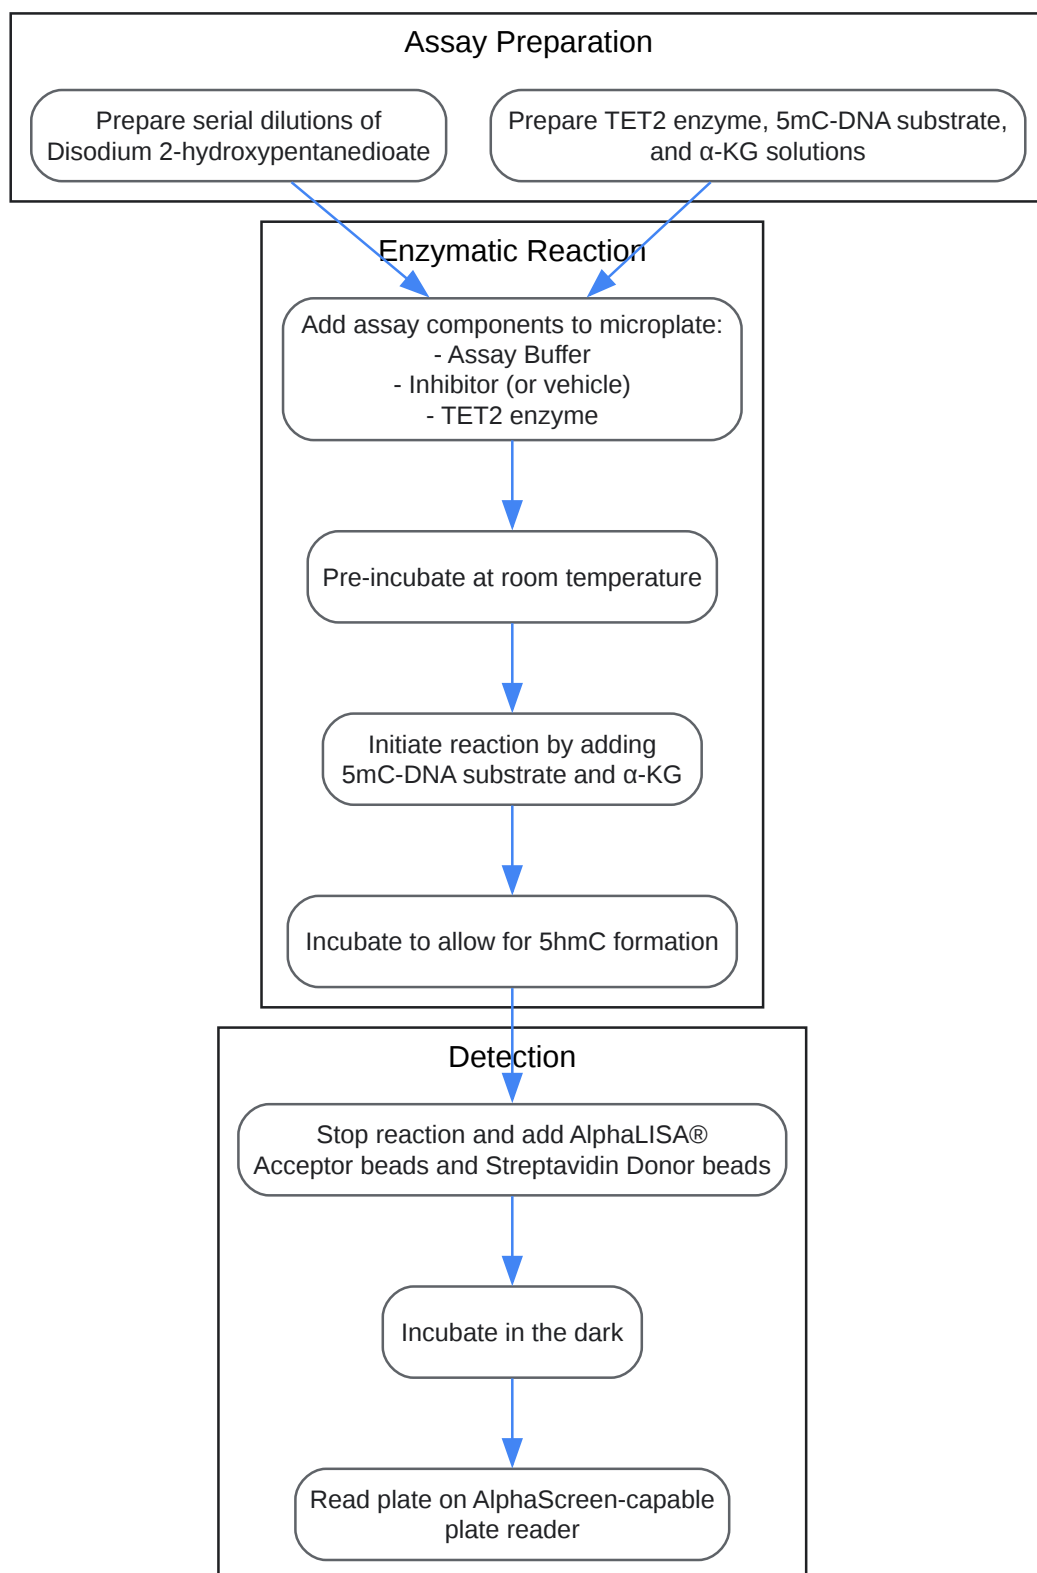 Assay Preparation
Prepare serial dilutions of
Disodium 2-hydroxypentanedioate
Prepare TET2 enzyme, 5mC-DNA substrate,
and α-KG solutions
Enzymatic Reaction
Add assay components to microplate:
- Assay Buffer
- Inhibitor (or vehicle)
- TET2 enzyme
Pre-incubate at room temperature
Initiate reaction by adding
5mC-DNA substrate and α-KG
Incubate to allow for 5hmC formation
Detection
Stop reaction and add AlphaLISA®
Acceptor beads and Streptavidin Donor beads
Incubate in the dark
Read plate on AlphaScreen-capable
plate reader